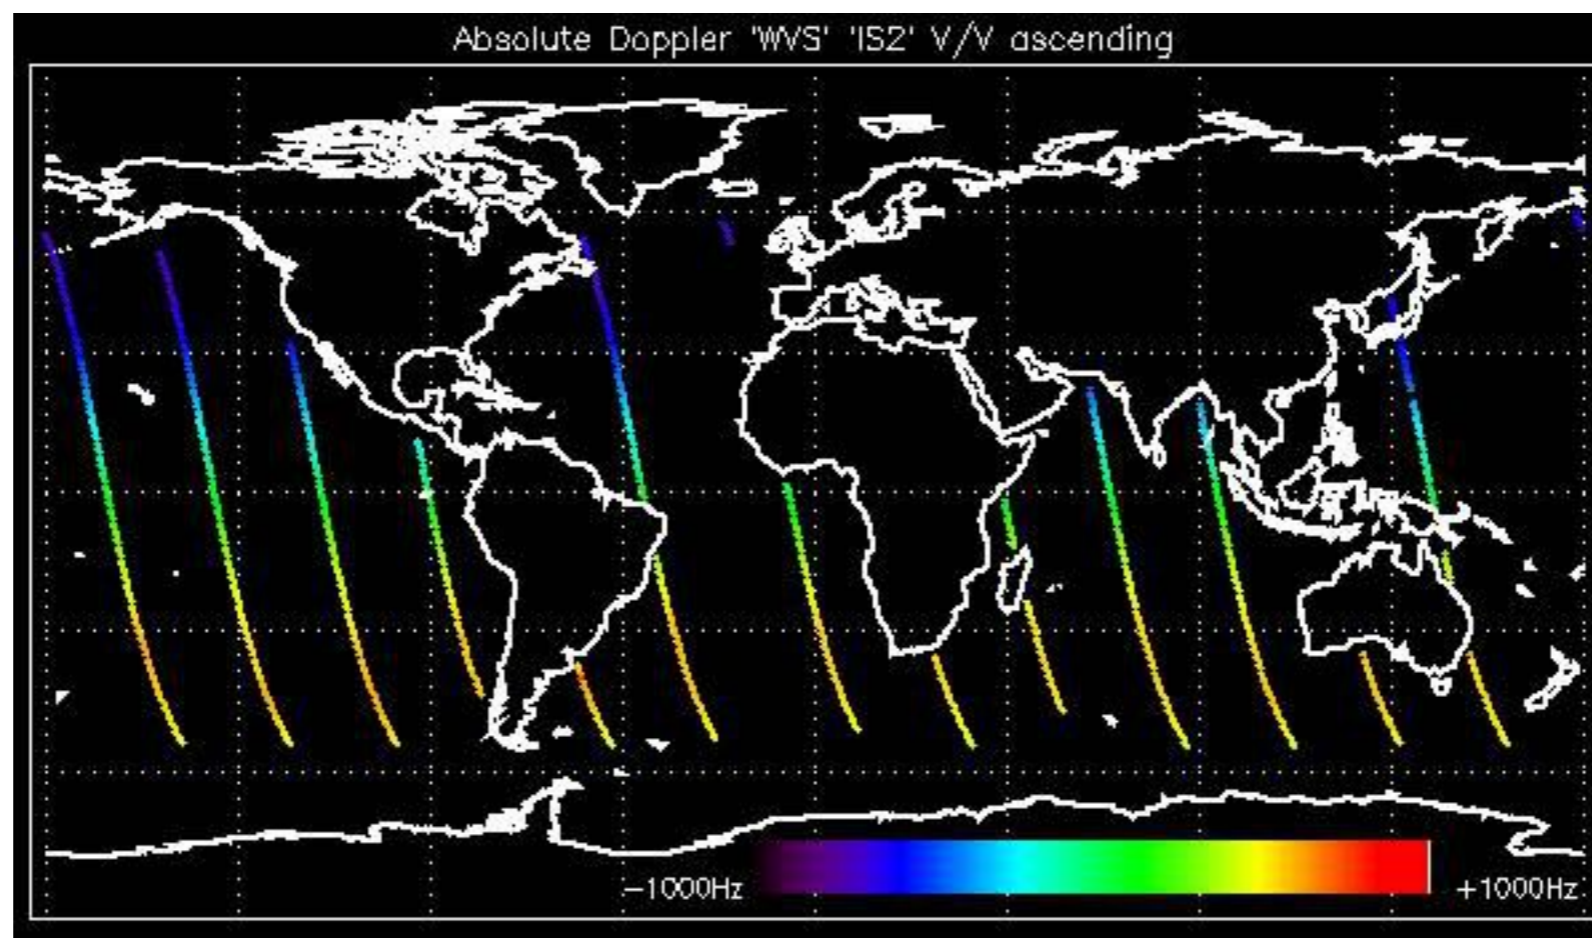 Absolute Doppler 'WVS' 'IS2' V/V ascending
−1000Hz +1000Hz